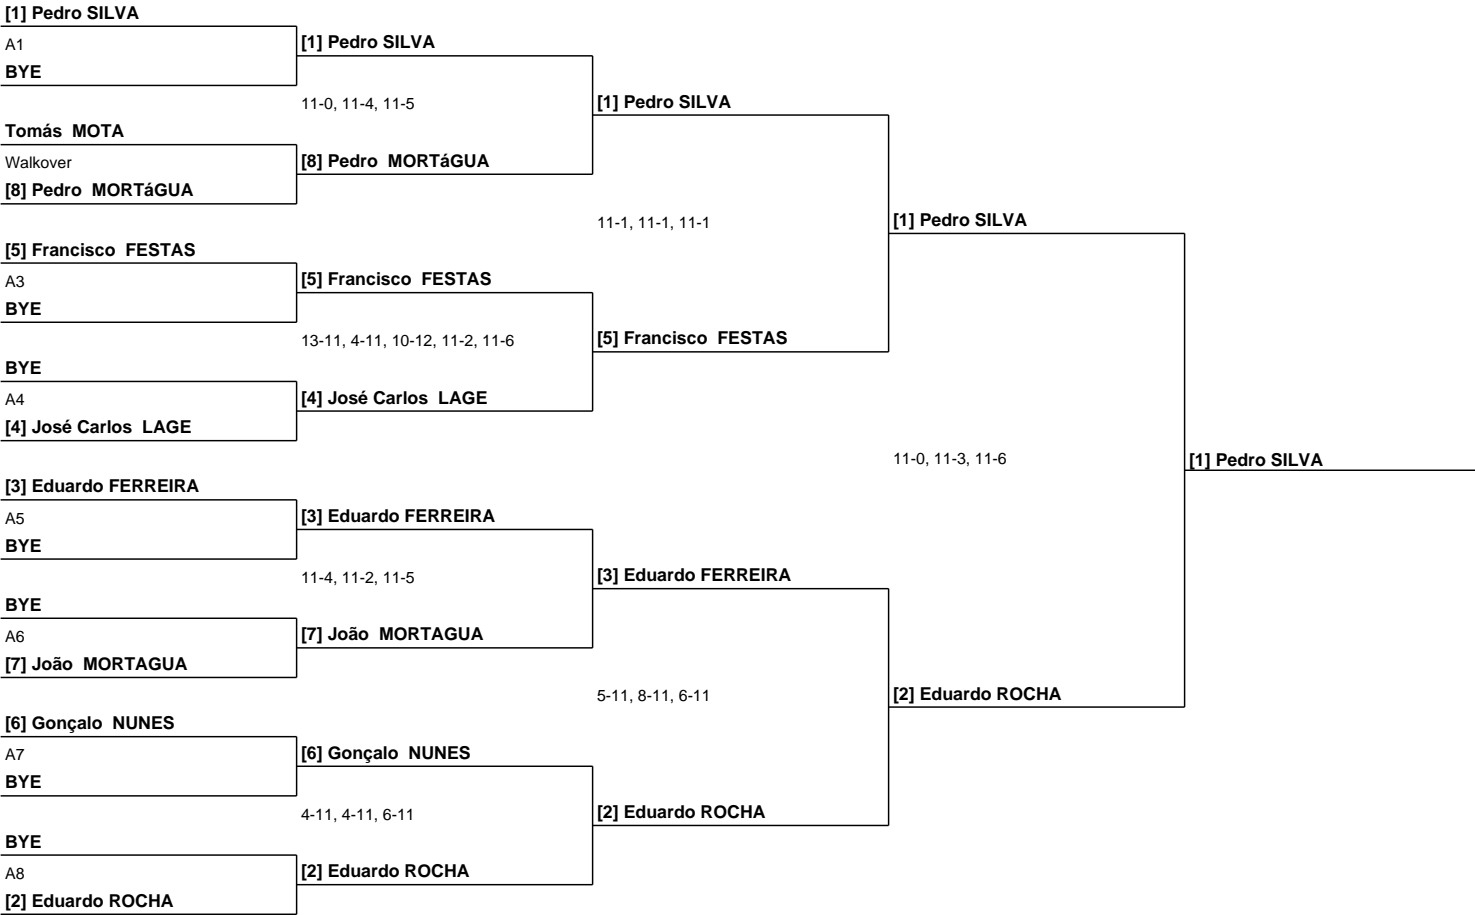 [1] Pedro SILVA
A1
BYE
Tomás MOTA
Walkover
[8] Pedro MORTáGUA
[5] Francisco FESTAS
A3
BYE
BYE
A4
[4] José Carlos LAGE
[3] Eduardo FERREIRA
A5
BYE
BYE
A6
[7] João MORTAGUA
[6] Gonçalo NUNES
A7
BYE
BYE
A8
[2] Eduardo ROCHA
[1] Pedro SILVA
11-0, 11-4, 11-5
[8] Pedro MORTáGUA
[5] Francisco FESTAS
13-11, 4-11, 10-12, 11-2, 11-6
[4] José Carlos LAGE
[3] Eduardo FERREIRA
11-4, 11-2, 11-5
[7] João MORTAGUA
[6] Gonçalo NUNES
4-11, 4-11, 6-11
[2] Eduardo ROCHA
[1] Pedro SILVA
11-1, 11-1, 11-1
[5] Francisco FESTAS
[3] Eduardo FERREIRA
5-11, 8-11, 6-11
[2] Eduardo ROCHA
[1] Pedro SILVA
11-0, 11-3, 11-6
[2] Eduardo ROCHA
[1] Pedro SILVA